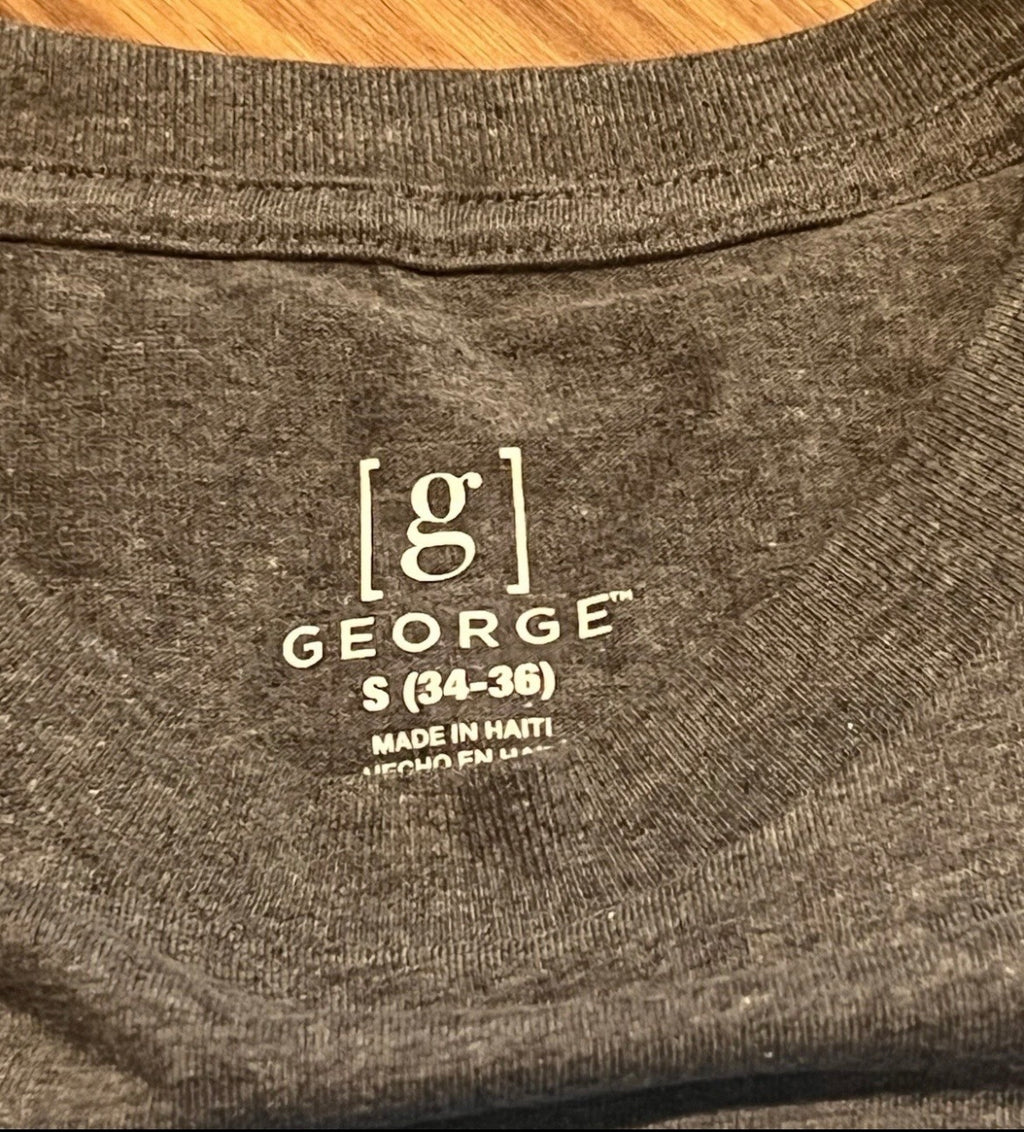 [g]
GEORGE™
S (34-36)
MADE IN HAITI
HECHO EN